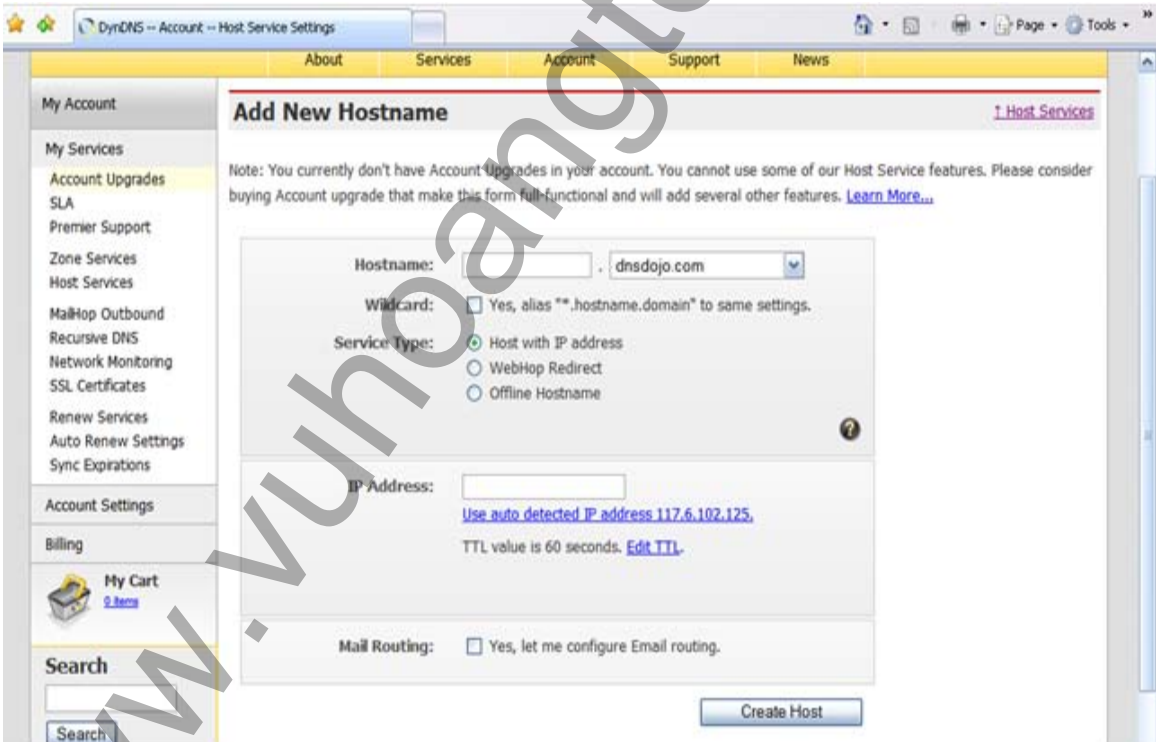 DynDNS -- Account -- Host Service Settings
Page
Tools
About Services Account Support News
My Account
My Services
Account Upgrades
SLA
Premier Support
Zone Services
Host Services
MailHop Outbound
Recursive DNS
Network Monitoring
SSL Certificates
Renew Services
Auto Renew Settings
Sync Expirations
Account Settings
Billing
My Cart
0 items
Search
Search
Add New Hostname
↑ Host Services
Note: You currently don't have Account Upgrades in your account. You cannot use some of our Host Service features. Please consider
buying Account upgrade that make this form full-functional and will add several other features. Learn More...
Hostname: . dnsdojo.com
Wildcard: Yes, alias "*.hostname.domain" to same settings.
Service Type: Host with IP address
WebHop Redirect
Offline Hostname
IP Address:
Use auto detected IP address 117.6.102.125.
TTL value is 60 seconds. Edit TTL.
Mail Routing: Yes, let me configure Email routing.
Create Host
w.vuhoangt